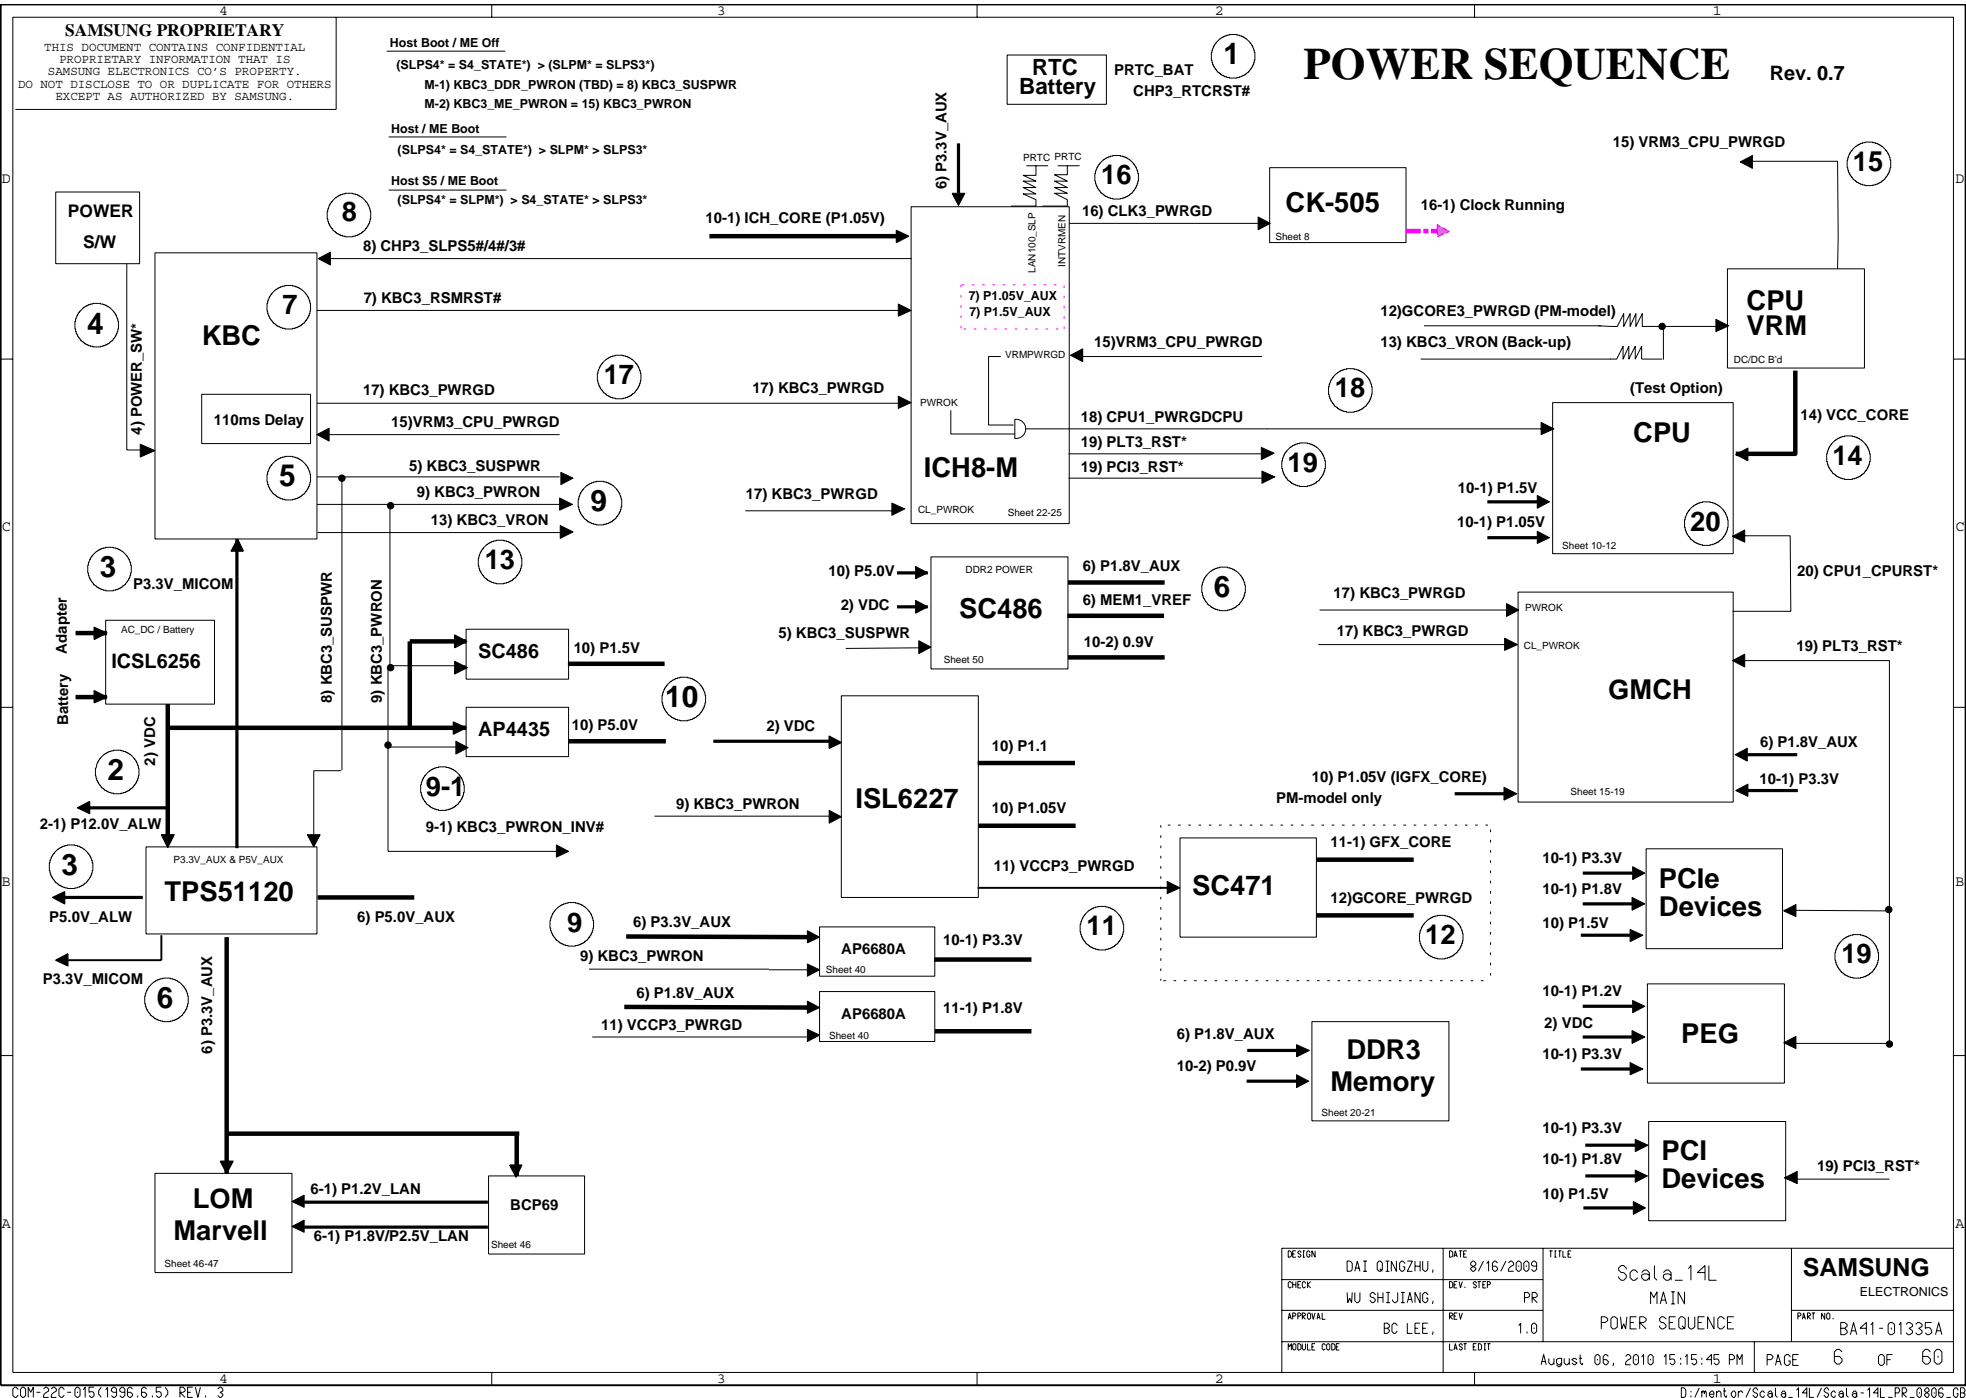 4
3
2
1
SAMSUNG PROPRIETARY
THIS DOCUMENT CONTAINS CONFIDENTIAL
PROPRIETARY INFORMATION THAT IS
SAMSUNG ELECTRONICS CO'S PROPERTY.
DO NOT DISCLOSE TO OR DUPLICATE FOR OTHERS
EXCEPT AS AUTHORIZED BY SAMSUNG.
Host Boot / ME Off
(SLPS4* = S4_STATE*) > (SLPM* = SLPS3*)
M-1) KBC3_DDR_PWRON (TBD) = 8) KBC3_SUSPWR
M-2) KBC3_ME_PWRON = 15) KBC3_PWRON
Host / ME Boot
(SLPS4* = S4_STATE*) > SLPM* > SLPS3*
Host S5 / ME Boot
(SLPS4* = SLPM*) > S4_STATE* > SLPS3*
RTC
Battery
PRTC_BAT
CHP3_RTCRST#
1
POWER SEQUENCE
Rev. 0.7
D
D
POWER
S/W
4
4) POWER_SW*
KBC
7
110ms Delay
5
8
8) CHP3_SLPS5#/4#/3#
7) KBC3_RSMRST#
17) KBC3_PWRGD
17
17) KBC3_PWRGD
15)VRM3_CPU_PWRGD
5) KBC3_SUSPWR
9) KBC3_PWRON
13) KBC3_VRON
9
13
10-1) ICH_CORE (P1.05V)
6) P3.3V_AUX
PRTC
PRTC
LAN100_SLP
INTVRMEN
7) P1.05V_AUX
7) P1.5V_AUX
VRMPWRGD
PWROK
ICH8-M
CL_PWROK
Sheet 22-25
17) KBC3_PWRGD
16
16) CLK3_PWRGD
CK-505
Sheet 8
16-1) Clock Running
15)VRM3_CPU_PWRGD
18
18) CPU1_PWRGDCPU
19) PLT3_RST*
19) PCI3_RST*
19
15) VRM3_CPU_PWRGD
15
CPU
VRM
DC/DC B'd
12)GCORE3_PWRGD (PM-model)
13) KBC3_VRON (Back-up)
(Test Option)
14) VCC_CORE
14
CPU
20
Sheet 10-12
10-1) P1.5V
10-1) P1.05V
20) CPU1_CPURST*
C
C
3
P3.3V_MICOM
Adapter
Battery
AC_DC / Battery
ICSL6256
8) KBC3_SUSPWR
9) KBC3_PWRON
2) VDC
2
2-1) P12.0V_ALW
SC486
10) P1.5V
10
AP4435
10) P5.0V
9-1
9-1) KBC3_PWRON_INV#
10) P5.0V
2) VDC
5) KBC3_SUSPWR
DDR2 POWER
SC486
Sheet 50
6) P1.8V_AUX
6) MEM1_VREF
10-2) 0.9V
6
17) KBC3_PWRGD
17) KBC3_PWRGD
PWROK
CL_PWROK
GMCH
Sheet 15-19
19) PLT3_RST*
6) P1.8V_AUX
10-1) P3.3V
10) P1.05V (IGFX_CORE)
PM-model only
2) VDC
9) KBC3_PWRON
ISL6227
10) P1.1
10) P1.05V
11) VCCP3_PWRGD
11
SC471
11-1) GFX_CORE
12)GCORE_PWRGD
12
B
B
3
P5.0V_ALW
P3.3V_AUX & P5V_AUX
TPS51120
6) P5.0V_AUX
P3.3V_MICOM
6
6) P3.3V_AUX
9
6) P3.3V_AUX
9) KBC3_PWRON
AP6680A
Sheet 40
10-1) P3.3V
6) P1.8V_AUX
11) VCCP3_PWRGD
AP6680A
Sheet 40
11-1) P1.8V
6) P1.8V_AUX
10-2) P0.9V
DDR3
Memory
Sheet 20-21
10-1) P3.3V
10-1) P1.8V
10) P1.5V
PCIe
Devices
19
10-1) P1.2V
2) VDC
10-1) P3.3V
PEG
10-1) P3.3V
10-1) P1.8V
10) P1.5V
PCI
Devices
19) PCI3_RST*
A
A
LOM
Marvell
Sheet 46-47
6-1) P1.2V_LAN
6-1) P1.8V/P2.5V_LAN
BCP69
Sheet 46
DESIGN
DAI QINGZHU,
DATE
8/16/2009
TITLE
Scala_14L
MAIN
POWER SEQUENCE
SAMSUNG
ELECTRONICS
CHECK
WU SHIJIANG,
DEV. STEP
PR
APPROVAL
BC LEE,
REV
1.0
PART NO.
BA41-01335A
MODULE CODE
LAST EDIT
August 06, 2010 15:15:45 PM
PAGE 6 OF 60
4
3
2
1
COM-22C-015(1996.6.5) REV. 3
D:/mentor/Scala_14L/Scala-14L_PR_0806_GB